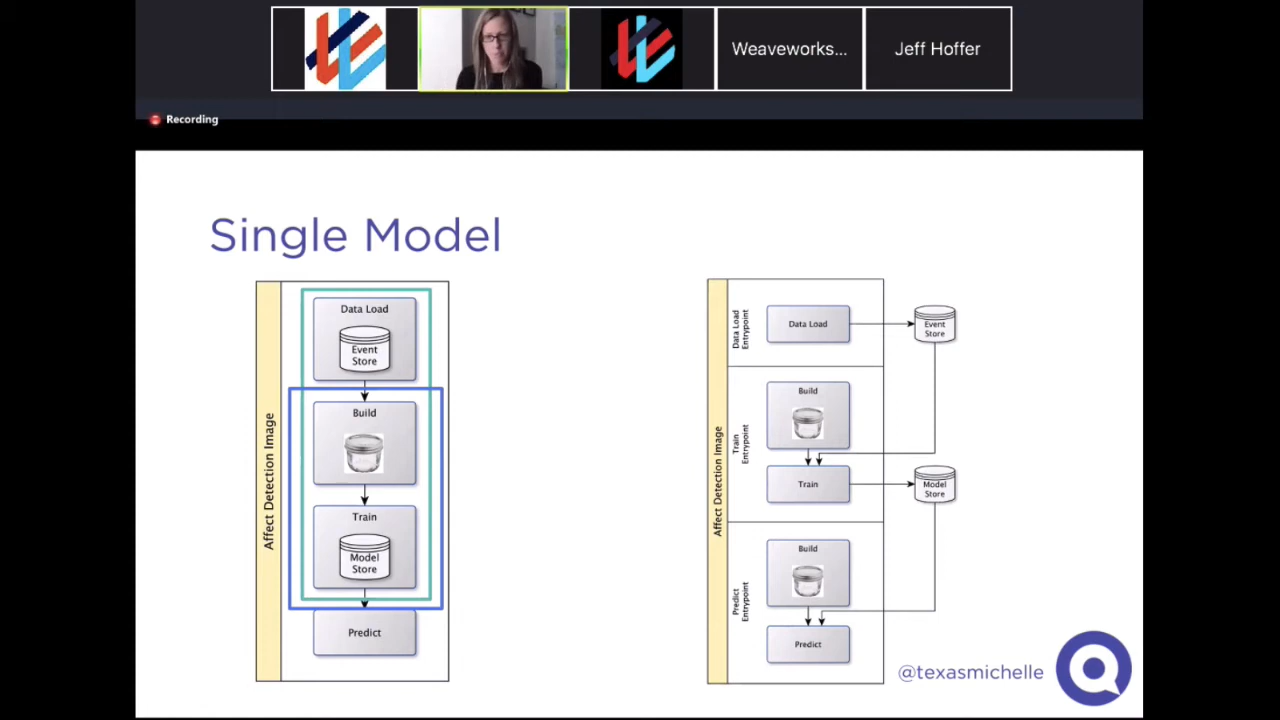 Weaveworks...
Jeff Hoffer
Recording
Single Model
Affect Detection Image
Data Load
Event
Store
Build
Train
Model
Store
Predict
Affect Detection Image
Data Load
Entrypoint
Data Load
Event
Store
Train
Entrypoint
Build
Train
Model
Store
Predict
Entrypoint
Build
Predict
@texasmichelle